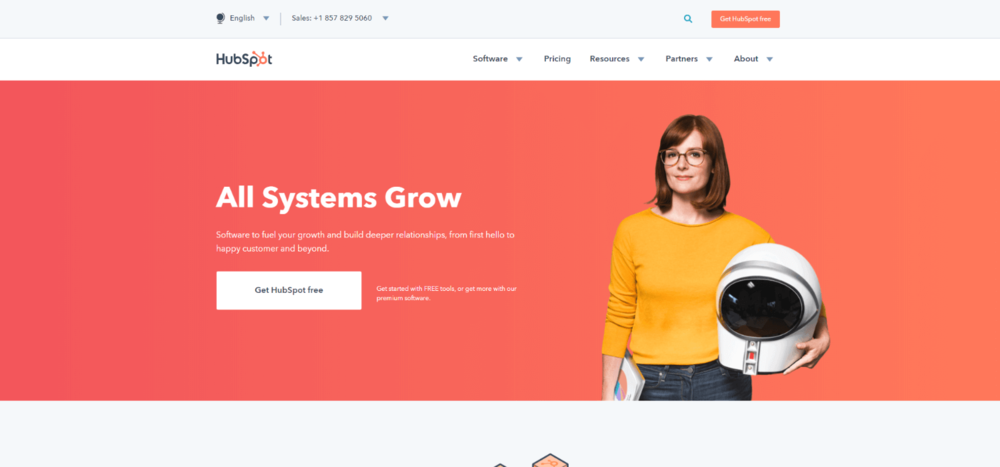 English
Sales: +1 857 829 5060
Get HubSpot free
HubSpot
Software
Pricing
Resources
Partners
About
All Systems Grow
Software to fuel your growth and build deeper relationships, from first hello to
happy customer and beyond.
Get HubSpot free
Get started with FREE tools, or get more with our
premium software.